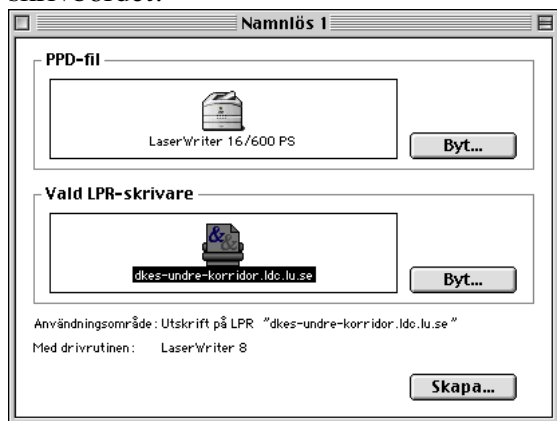 Namnlös 1
PPD-fil
LaserWriter 16/600 PS
Byt...
Vald LPR-skrivare
dkes-undre-korridor.ldc.lu.se
Byt...
Användningsområde: Utskrift på LPR "dkes-undre-korridor.ldc.lu.se"
Med drivrutinen: LaserWriter 8
Skapa...